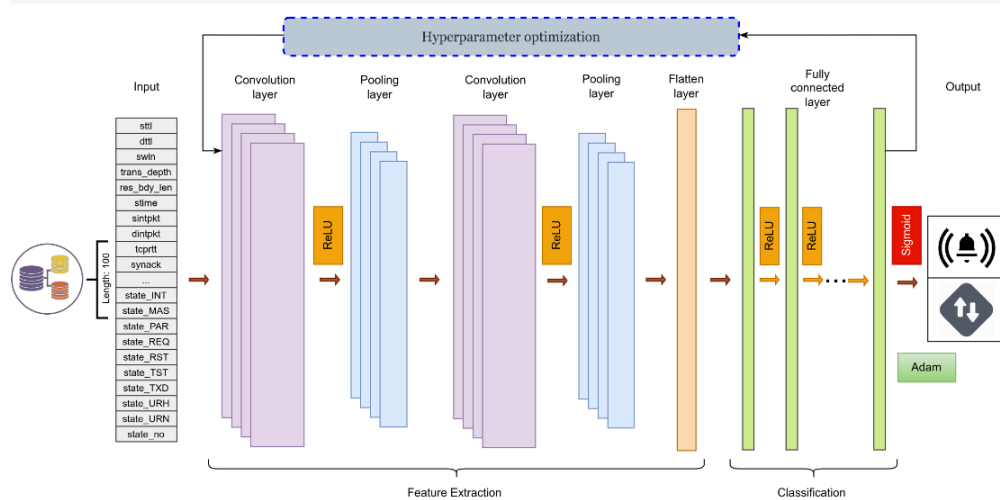 Hyperparameter optimization
Input
Convolution
layer
Pooling
layer
Convolution
layer
Pooling
layer
Flatten
layer
Fully
connected
layer
Output
sttl
dttl
swin
trans_depth
res_bdy_len
stime
sintpkt
dintpkt
tcprtt
synack
...
state_INT
state_MAS
state_PAR
state_REQ
state_RST
state_TST
state_TXD
state_URH
state_URN
state_no
Length: 100
ReLU
ReLU
ReLU
ReLU
...
Sigmoid
Adam
Feature Extraction
Classification